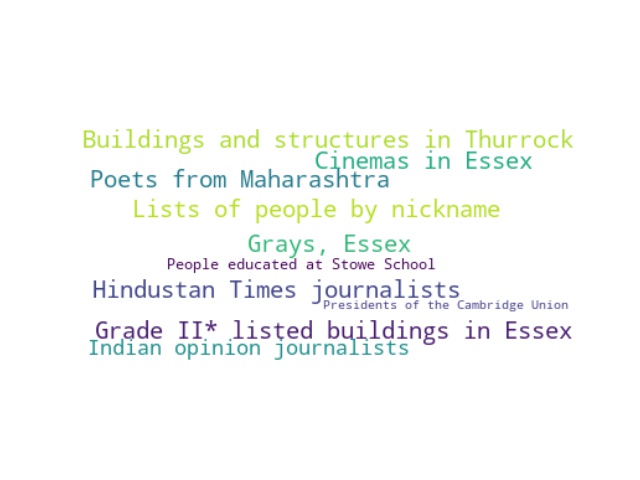 Buildings and structures in Thurrock
Cinemas in Essex
Poets from Maharashtra
Lists of people by nickname
Grays, Essex
People educated at Stowe School
Hindustan Times journalists
Presidents of the Cambridge Union
Grade II* listed buildings in Essex
Indian opinion journalists